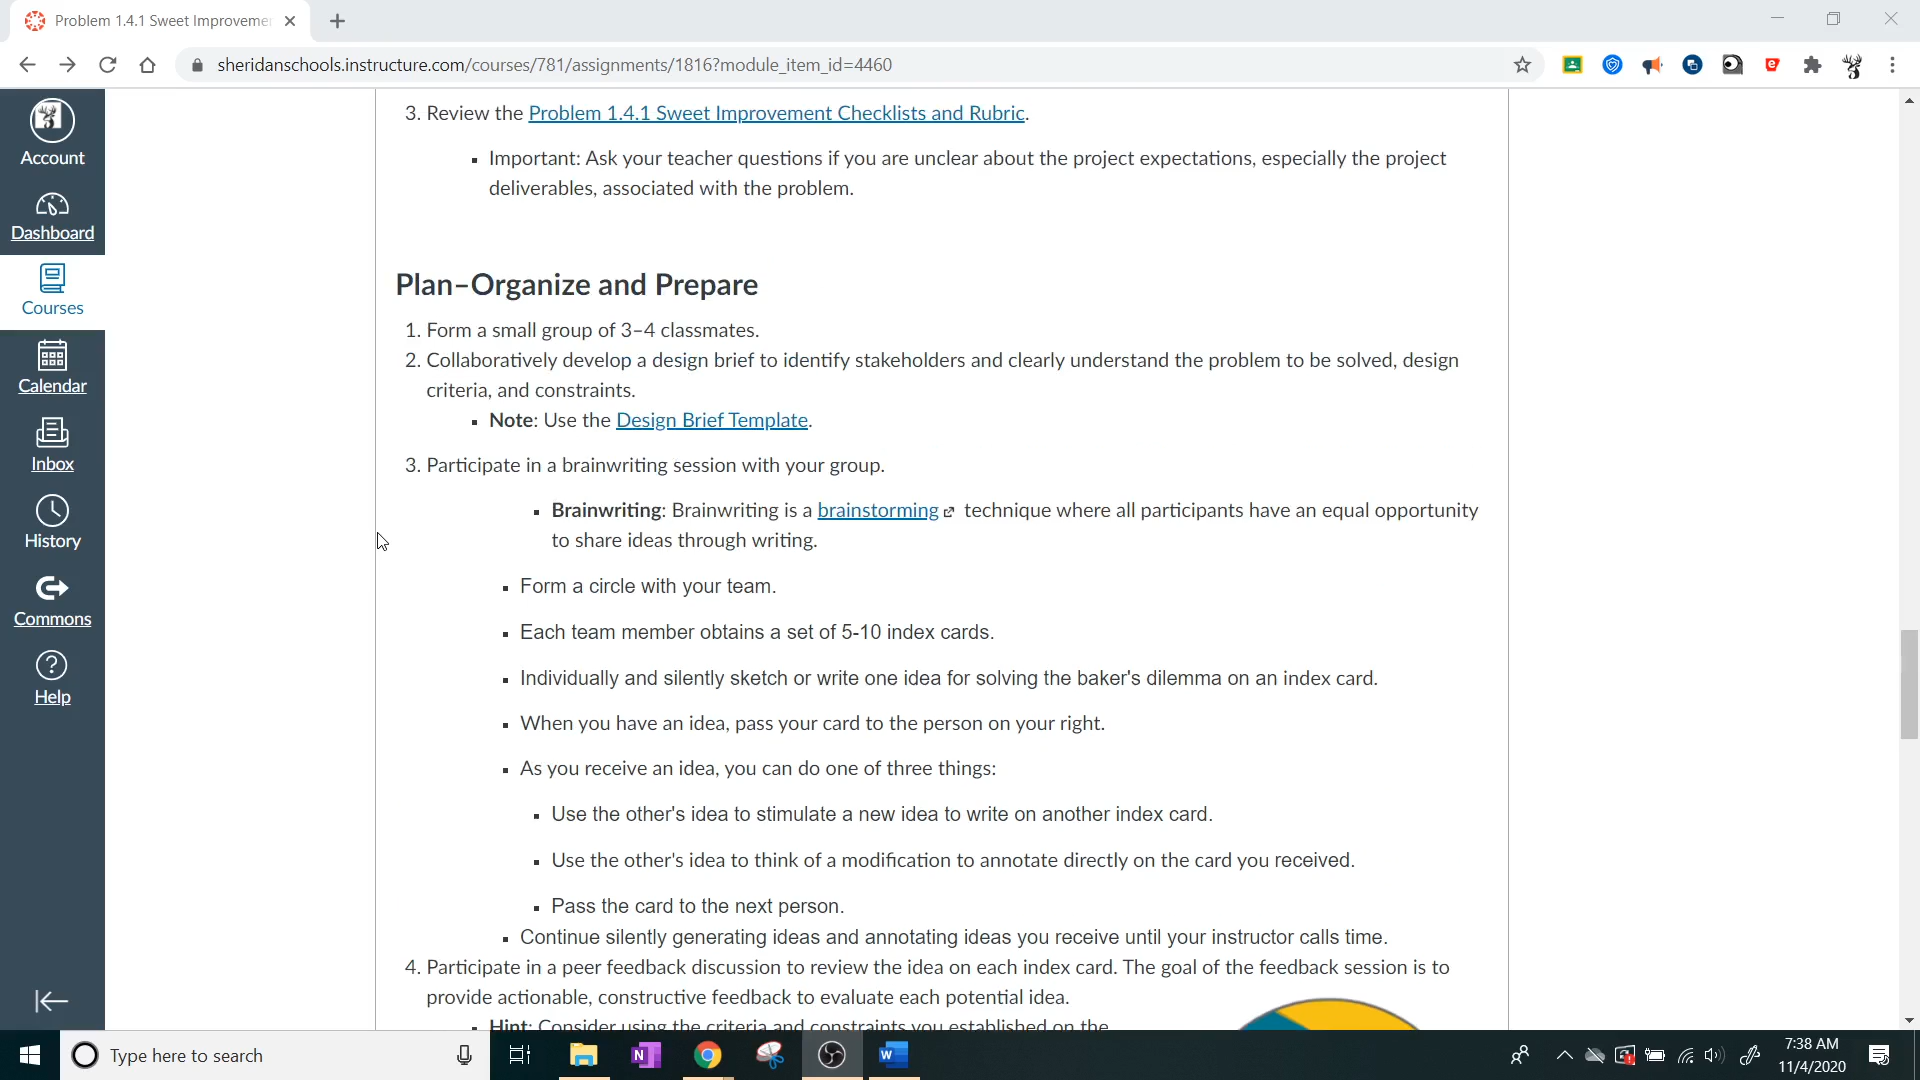 Problem 1.4.1 Sweet Improveme
sheridanschools.instructure.com/courses/781/assignments/1816?module_item_id=4460
Account
Dashboard
Courses
Calendar
Inbox
History
Commons
Help
3. Review the Problem 1.4.1 Sweet Improvement Checklists and Rubric.
▪ Important: Ask your teacher questions if you are unclear about the project expectations, especially the project
deliverables, associated with the problem.
Plan–Organize and Prepare
1. Form a small group of 3–4 classmates.
2. Collaboratively develop a design brief to identify stakeholders and clearly understand the problem to be solved, design
criteria, and constraints.
▪ Note: Use the Design Brief Template.
3. Participate in a brainwriting session with your group.
▪ Brainwriting: Brainwriting is a brainstorming technique where all participants have an equal opportunity
to share ideas through writing.
▪ Form a circle with your team.
▪ Each team member obtains a set of 5-10 index cards.
▪ Individually and silently sketch or write one idea for solving the baker's dilemma on an index card.
▪ When you have an idea, pass your card to the person on your right.
▪ As you receive an idea, you can do one of three things:
▪ Use the other's idea to stimulate a new idea to write on another index card.
▪ Use the other's idea to think of a modification to annotate directly on the card you received.
▪ Pass the card to the next person.
▪ Continue silently generating ideas and annotating ideas you receive until your instructor calls time.
4. Participate in a peer feedback discussion to review the idea on each index card. The goal of the feedback session is to
provide actionable, constructive feedback to evaluate each potential idea.
▪ Hint: Consider using the criteria and constraints you established on the
Type here to search
7:38 AM
11/4/2020